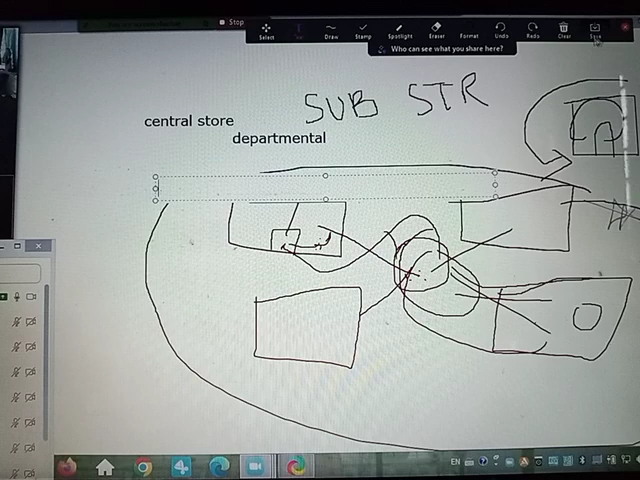 Stop
Select
Draw
Stamp
Spotlight
Eraser
Format
Undo
Redo
Clear
Save
Who can see what you share here?
SUB STR
central store
departmental
EN